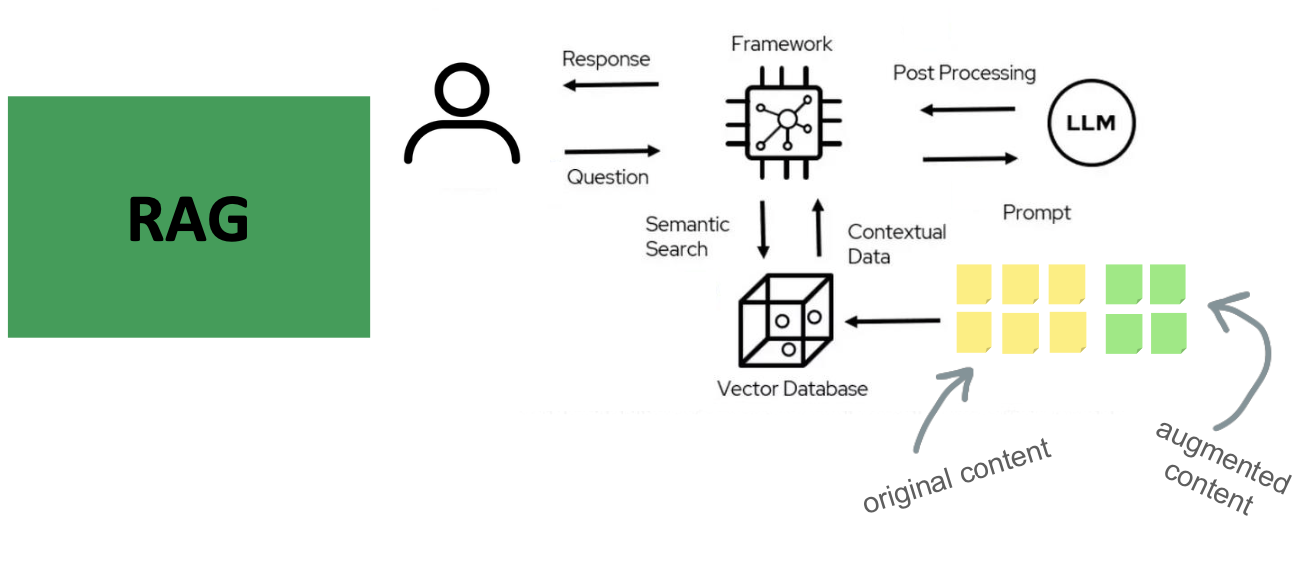 RAG
Framework
Response
Post Processing
LLM
Question
Prompt
Semantic
Search
Contextual
Data
Vector Database
original content
augmented
content